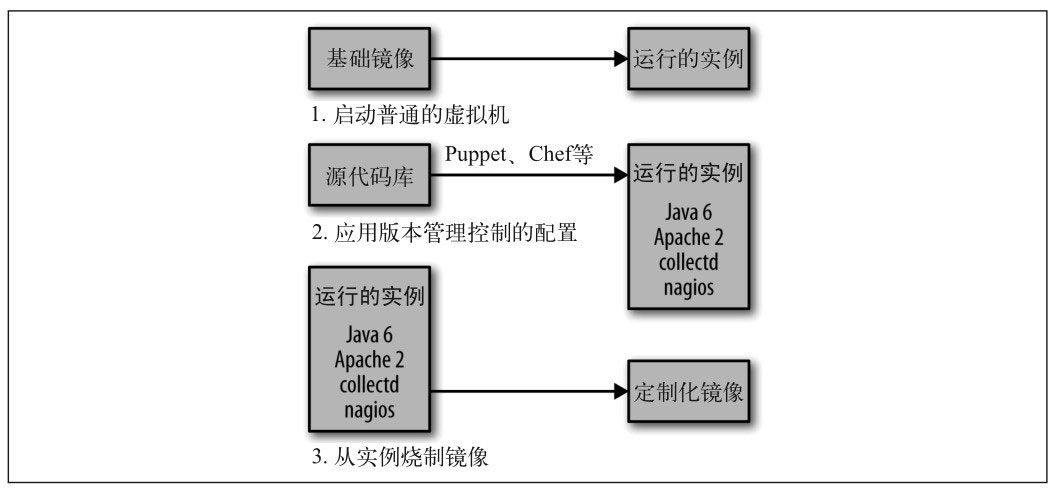 基础镜像
运行的实例
1. 启动普通的虚拟机
源代码库
Puppet、Chef等
运行的实例
Java 6
Apache 2
collectd
nagios
2. 应用版本管理控制的配置
运行的实例
Java 6
Apache 2
collectd
nagios
定制化镜像
3. 从实例烧制镜像